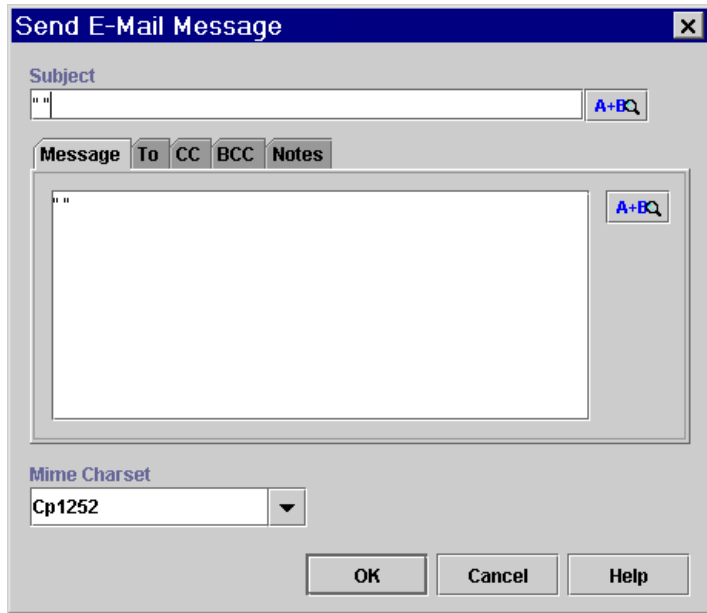 Send E-Mail Message
Subject
" "
A+B
Message To CC BCC Notes
" "
A+B
Mime Charset
Cp1252
OK Cancel Help